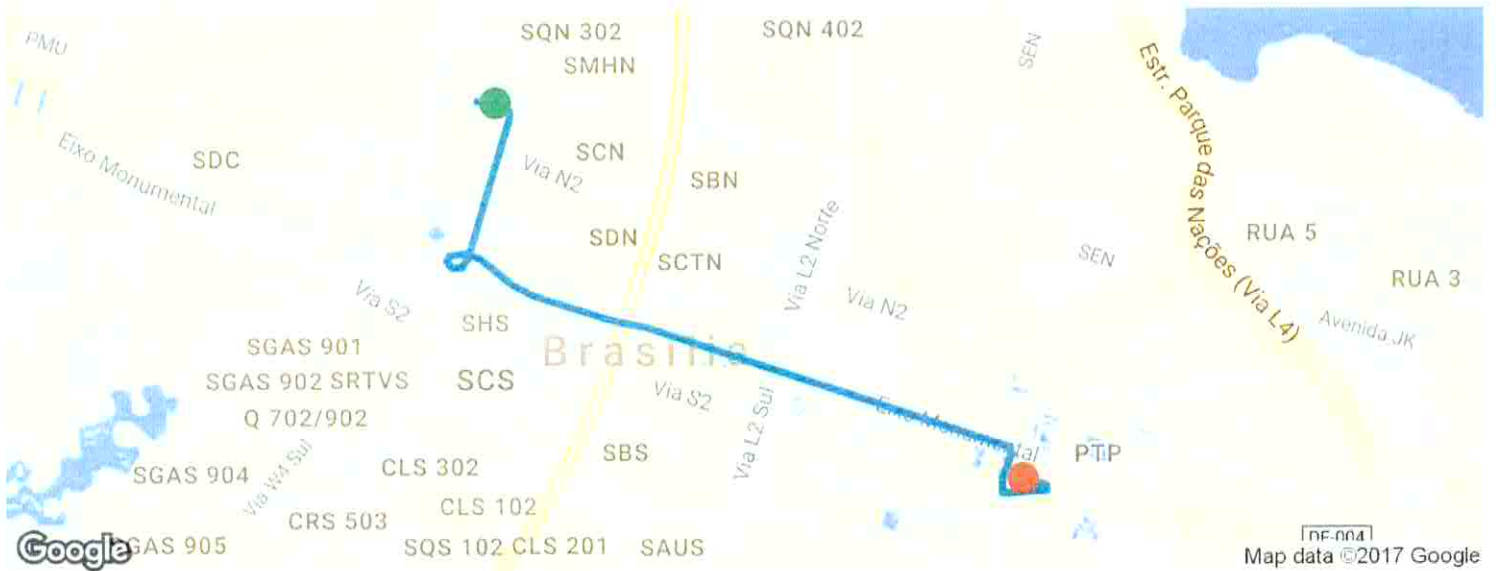 SQN 302
SQN 402
PMU
SMHN
SEN
Estr. Parque das Nações (Via L4)
Eixo Monumental
SDC
SCN
Via N2
SBN
SDN
SCTN
Via L2 Norte
SEN
RUA 5
RUA 3
Via S2
SHS
Via N2
Avenida JK
SGAS 901
Brasília
SGAS 902 SRTVS
SCS
Via S2
Q 702/902
Via L2 Sul
Eixo Monumental
SBS
PTP
SGAS 904
Via W4 Sul
CLS 302
CLS 102
CRS 503
Google
GAS 905
SQS 102 CLS 201
SAUS
DF-004
Map data ©2017 Google